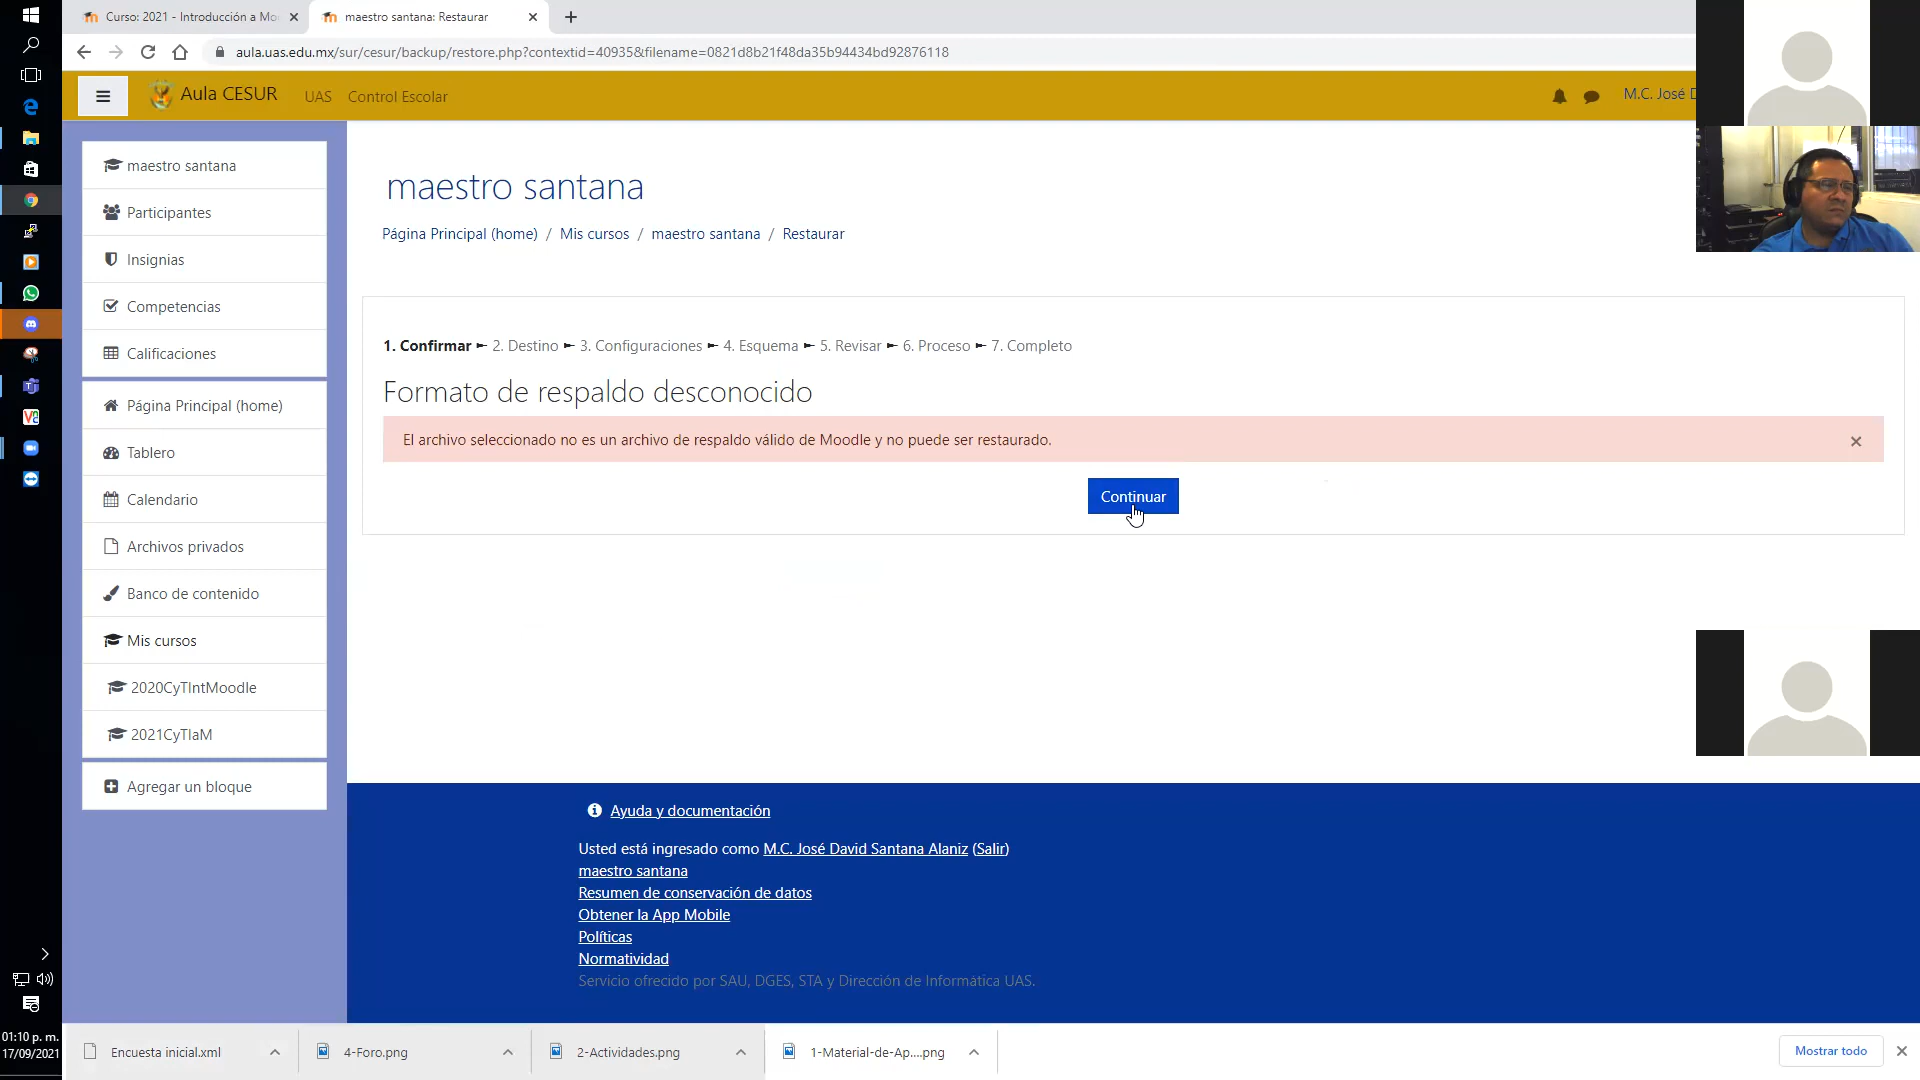 Curso: 2021 - Introducción a Mo
maestro santana: Restaurar
aula.uas.edu.mx/sur/cesur/backup/restore.php?contextid=40935&filename=0821d8b21f48da35b94434bd92876118
Aula CESUR
UAS
Control Escolar
M.C. José D
maestro santana
Participantes
Insignias
Competencias
Calificaciones
Página Principal (home)
Tablero
Calendario
Archivos privados
Banco de contenido
Mis cursos
2020CyTIntMoodle
2021CyTIaM
Agregar un bloque
maestro santana
Página Principal (home) / Mis cursos / maestro santana / Restaurar
1. Confirmar ► 2. Destino ► 3. Configuraciones ► 4. Esquema ► 5. Revisar ► 6. Proceso ► 7. Completo
Formato de respaldo desconocido
El archivo seleccionado no es un archivo de respaldo válido de Moodle y no puede ser restaurado.
Continuar
Ayuda y documentación
Usted está ingresado como M.C. José David Santana Alaniz (Salir)
maestro santana
Resumen de conservación de datos
Obtener la App Mobile
Políticas
Normatividad
Servicio ofrecido por SAU, DGES, STA y Dirección de Informática UAS.
01:10 p. m.
17/09/2021
Encuesta inicial.xml
4-Foro.png
2-Actividades.png
1-Material-de-Ap....png
Mostrar todo